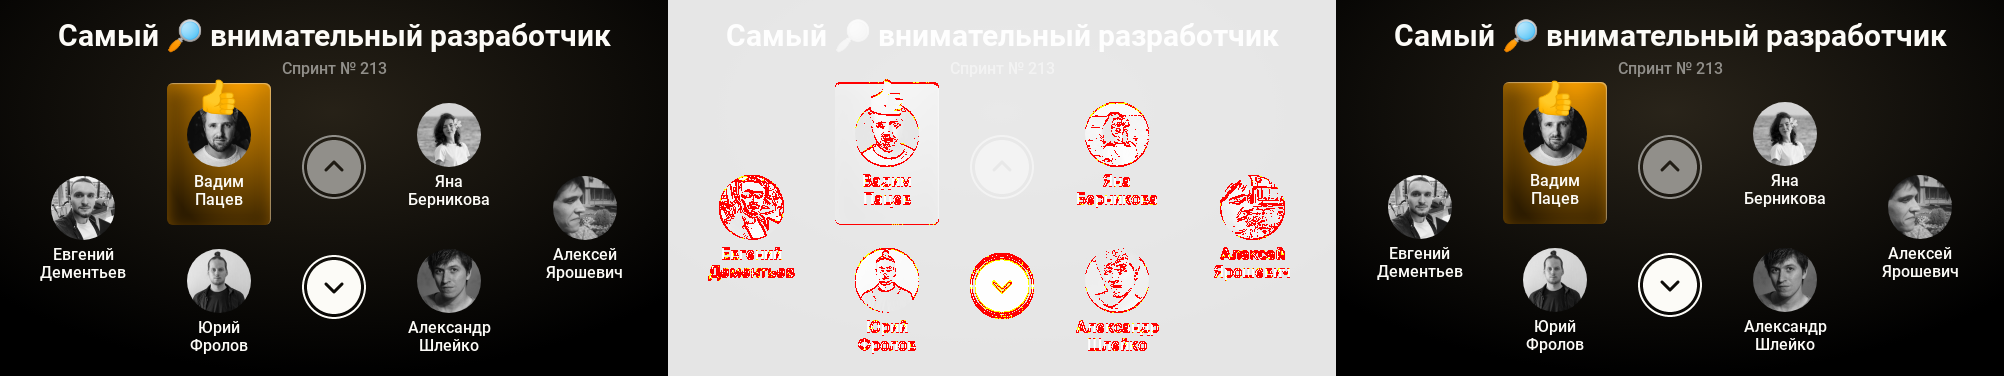 Самый 🔎 внимательный разработчик
Спринт № 213
Вадим
Пацев
Яна
Берникова
Евгений
Дементьев
Алексей
Ярошевич
Юрий
Фролов
Александр
Шлейко
Самый 🔎 внимательный разработчик
Спринт № 213
Вадим
Пацев
Яна
Берникова
Евгений
Дементьев
Алексей
Ярошевич
Юрий
Фролов
Александр
Шлейко
Самый 🔎 внимательный разработчик
Спринт № 213
Вадим
Пацев
Яна
Берникова
Евгений
Дементьев
Алексей
Ярошевич
Юрий
Фролов
Александр
Шлейко